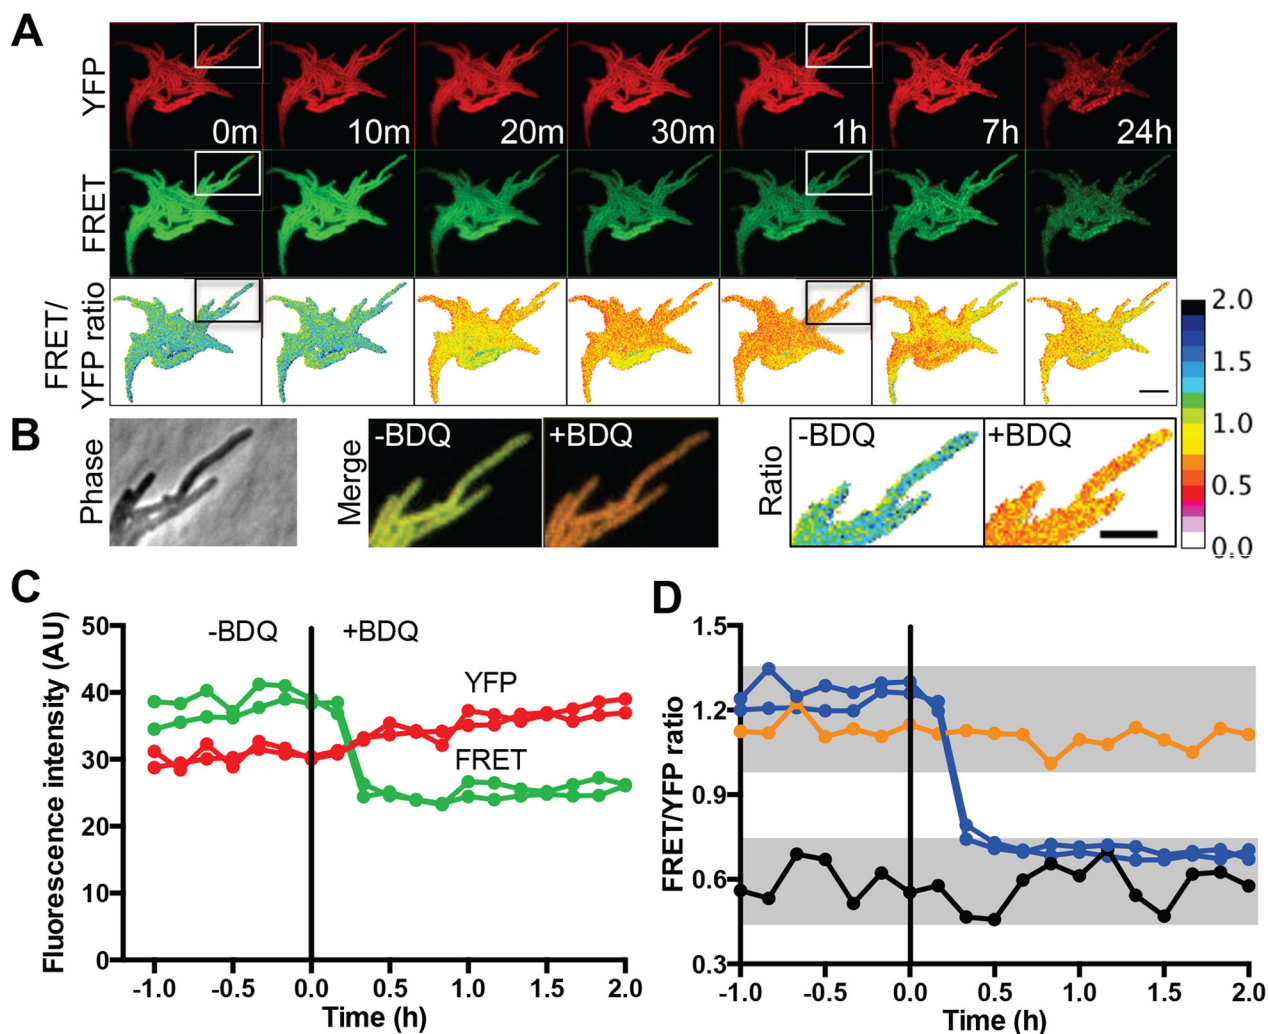 A
YFP
0m 10m 20m 30m 1h 7h 24h
FRET
FRET/
YFP ratio
2.0
1.5
1.0
0.5
0.0
B
Phase
Merge
-BDQ +BDQ
Ratio
-BDQ +BDQ
C
Fluorescence intensity (AU)
50
40
30
20
10
0
-BDQ +BDQ
YFP
FRET
-1.0 -0.5 0.0 0.5 1.0 1.5 2.0
Time (h)
D
FRET/YFP ratio
1.5
1.2
0.9
0.6
0.3
-1.0 -0.5 0.0 0.5 1.0 1.5 2.0
Time (h)